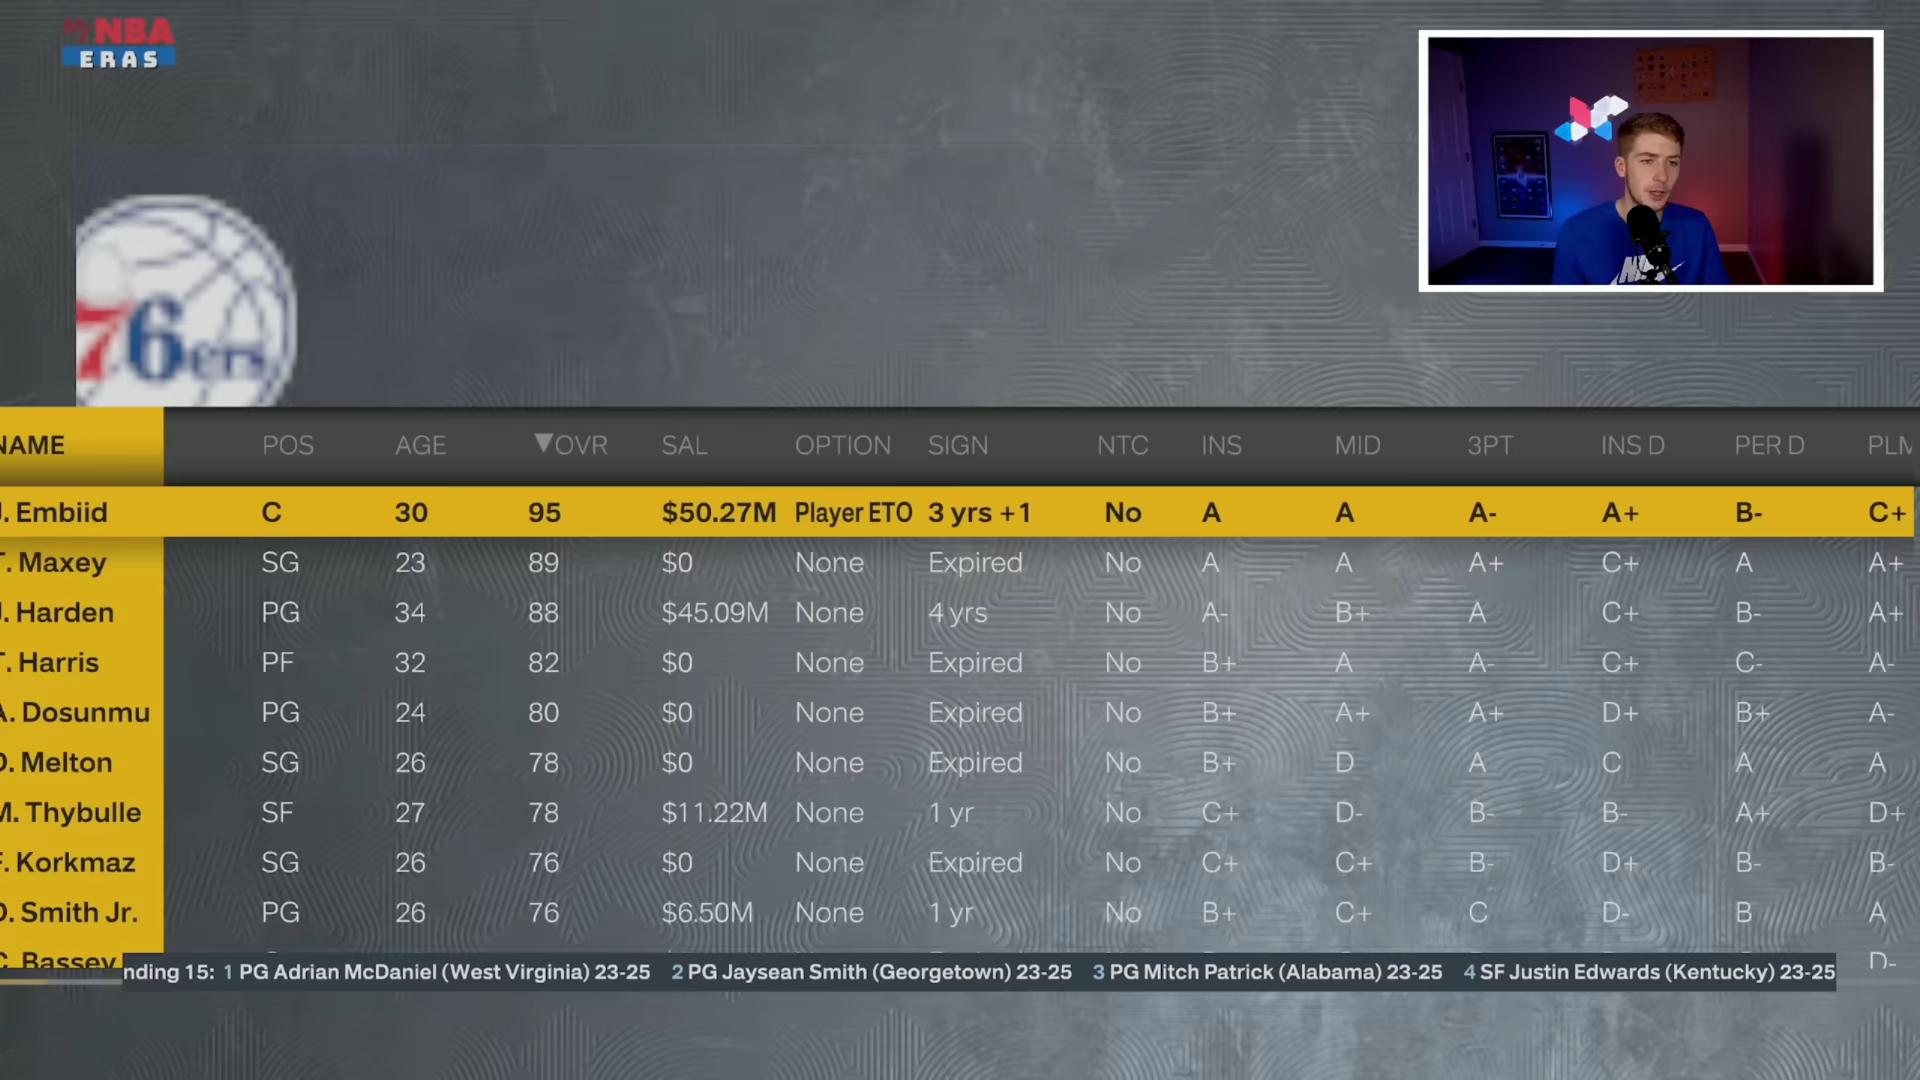 My NBA
ERAS
76ers
NAME POS AGE ▼OVR SAL OPTION SIGN NTC INS MID 3PT INS D PER D PLM
J. Embiid C 30 95 $50.27M Player ETO 3 yrs +1 No A A A- A+ B- C+
T. Maxey SG 23 89 $0 None Expired No A A A+ C+ A A+
J. Harden PG 34 88 $45.09M None 4 yrs No A- B+ A C+ B- A+
T. Harris PF 32 82 $0 None Expired No B+ A A- C+ C- A-
A. Dosunmu PG 24 80 $0 None Expired No B+ A+ A+ D+ B+ A-
D. Melton SG 26 78 $0 None Expired No B+ D A C A A
M. Thybulle SF 27 78 $11.22M None 1 yr No C+ D- B- B- A+ D+
F. Korkmaz SG 26 76 $0 None Expired No C+ C+ B- D+ B- B-
D. Smith Jr. PG 26 76 $6.50M None 1 yr No B+ C+ C D- B A
C. Bassey D-
nding 15: 1 PG Adrian McDaniel (West Virginia) 23-25 2 PG Jaysean Smith (Georgetown) 23-25 3 PG Mitch Patrick (Alabama) 23-25 4 SF Justin Edwards (Kentucky) 23-25